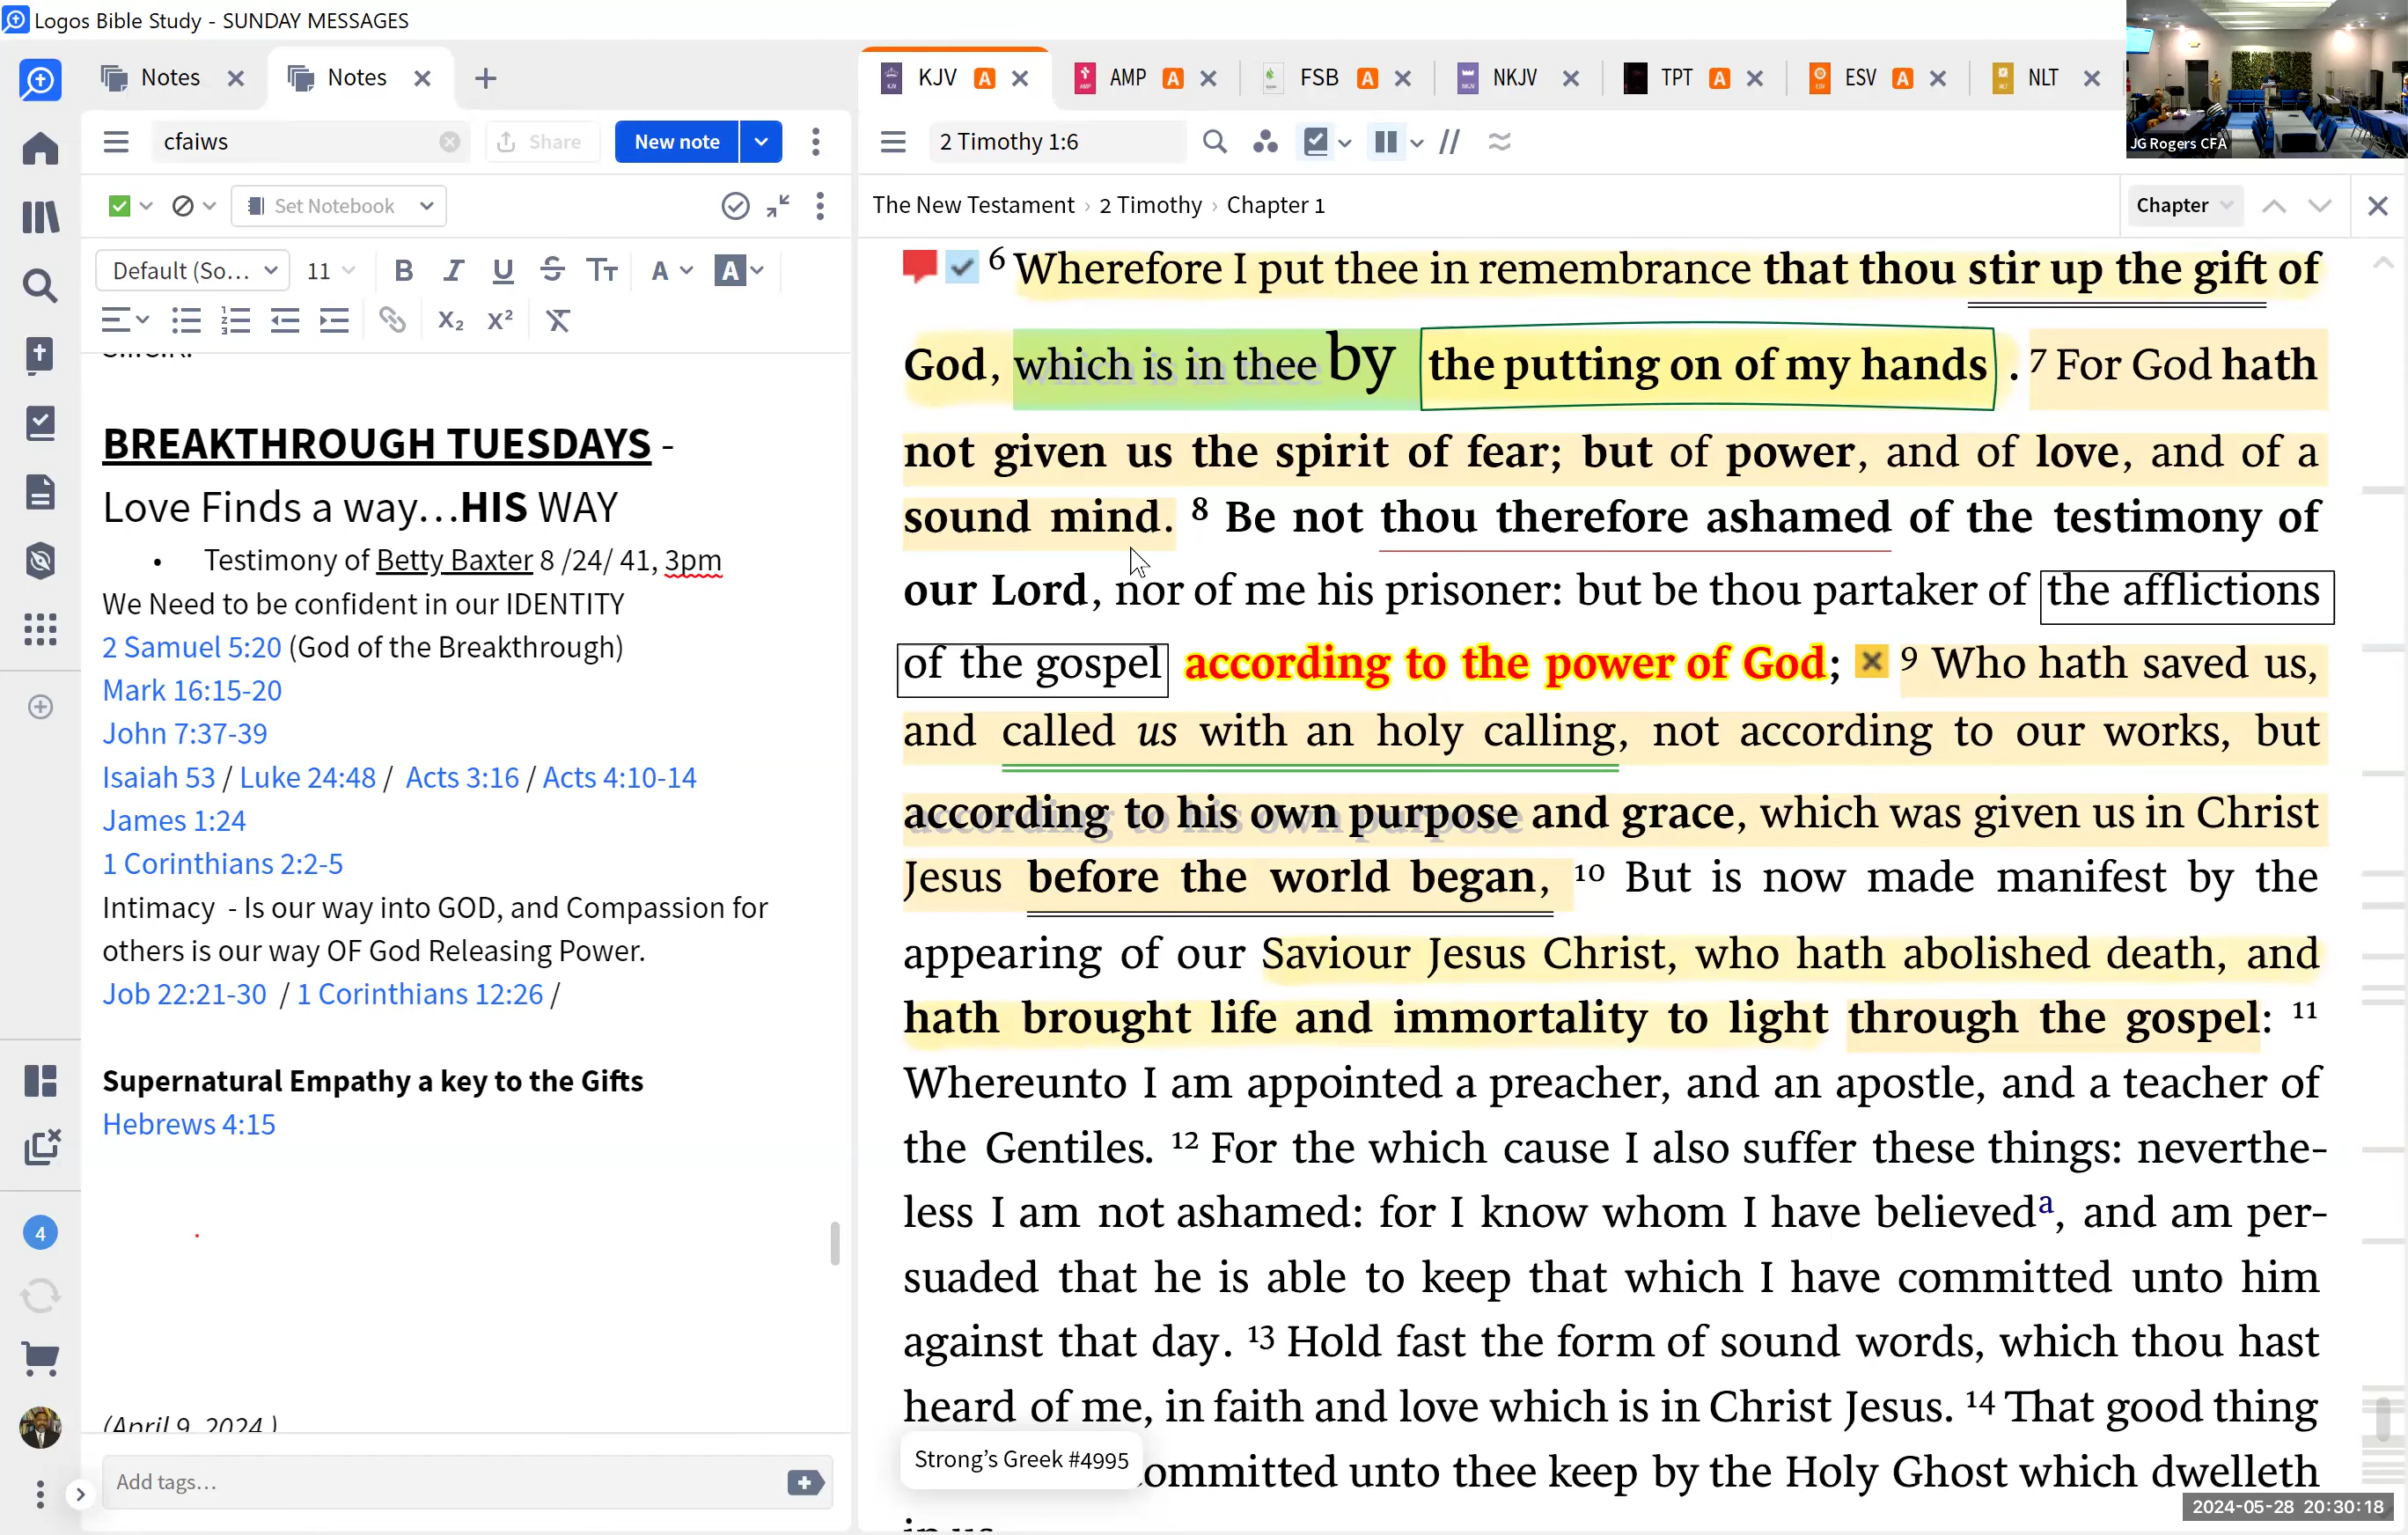 Logos Bible Study - SUNDAY MESSAGES
Notes
Notes
cfaiws
Share
New note
Set Notebook
Default (So...
11
BREAKTHROUGH TUESDAYS -
Love Finds a way...HIS WAY
• Testimony of Betty Baxter 8 /24/ 41, 3pm
We Need to be confident in our IDENTITY
2 Samuel 5:20 (God of the Breakthrough)
Mark 16:15-20
John 7:37-39
Isaiah 53 / Luke 24:48 / Acts 3:16 / Acts 4:10-14
James 1:24
1 Corinthians 2:2-5
Intimacy - Is our way into GOD, and Compassion for
others is our way OF God Releasing Power.
Job 22:21-30 / 1 Corinthians 12:26 /
Supernatural Empathy a key to the Gifts
Hebrews 4:15
(April 9, 2024 )
Add tags...
4
KJV A
AMP A
FSB A
NKJV
TPT A
ESV A
NLT
JG Rogers CFA
2 Timothy 1:6
The New Testament › 2 Timothy › Chapter 1
Chapter
6 Wherefore I put thee in remembrance that thou stir up the gift of
God, which is in thee by the putting on of my hands . 7 For God hath
not given us the spirit of fear; but of power, and of love, and of a
sound mind. 8 Be not thou therefore ashamed of the testimony of
our Lord, nor of me his prisoner: but be thou partaker of the afflictions
of the gospel according to the power of God; 9 Who hath saved us,
and called us with an holy calling, not according to our works, but
according to his own purpose and grace, which was given us in Christ
Jesus before the world began, 10 But is now made manifest by the
appearing of our Saviour Jesus Christ, who hath abolished death, and
hath brought life and immortality to light through the gospel: 11
Whereunto I am appointed a preacher, and an apostle, and a teacher of
the Gentiles. 12 For the which cause I also suffer these things: neverthe-
less I am not ashamed: for I know whom I have believeda, and am per-
suaded that he is able to keep that which I have committed unto him
against that day. 13 Hold fast the form of sound words, which thou hast
heard of me, in faith and love which is in Christ Jesus. 14 That good thing
committed unto thee keep by the Holy Ghost which dwelleth
in us.
Strong's Greek #4995
2024-05-28 20:30:18